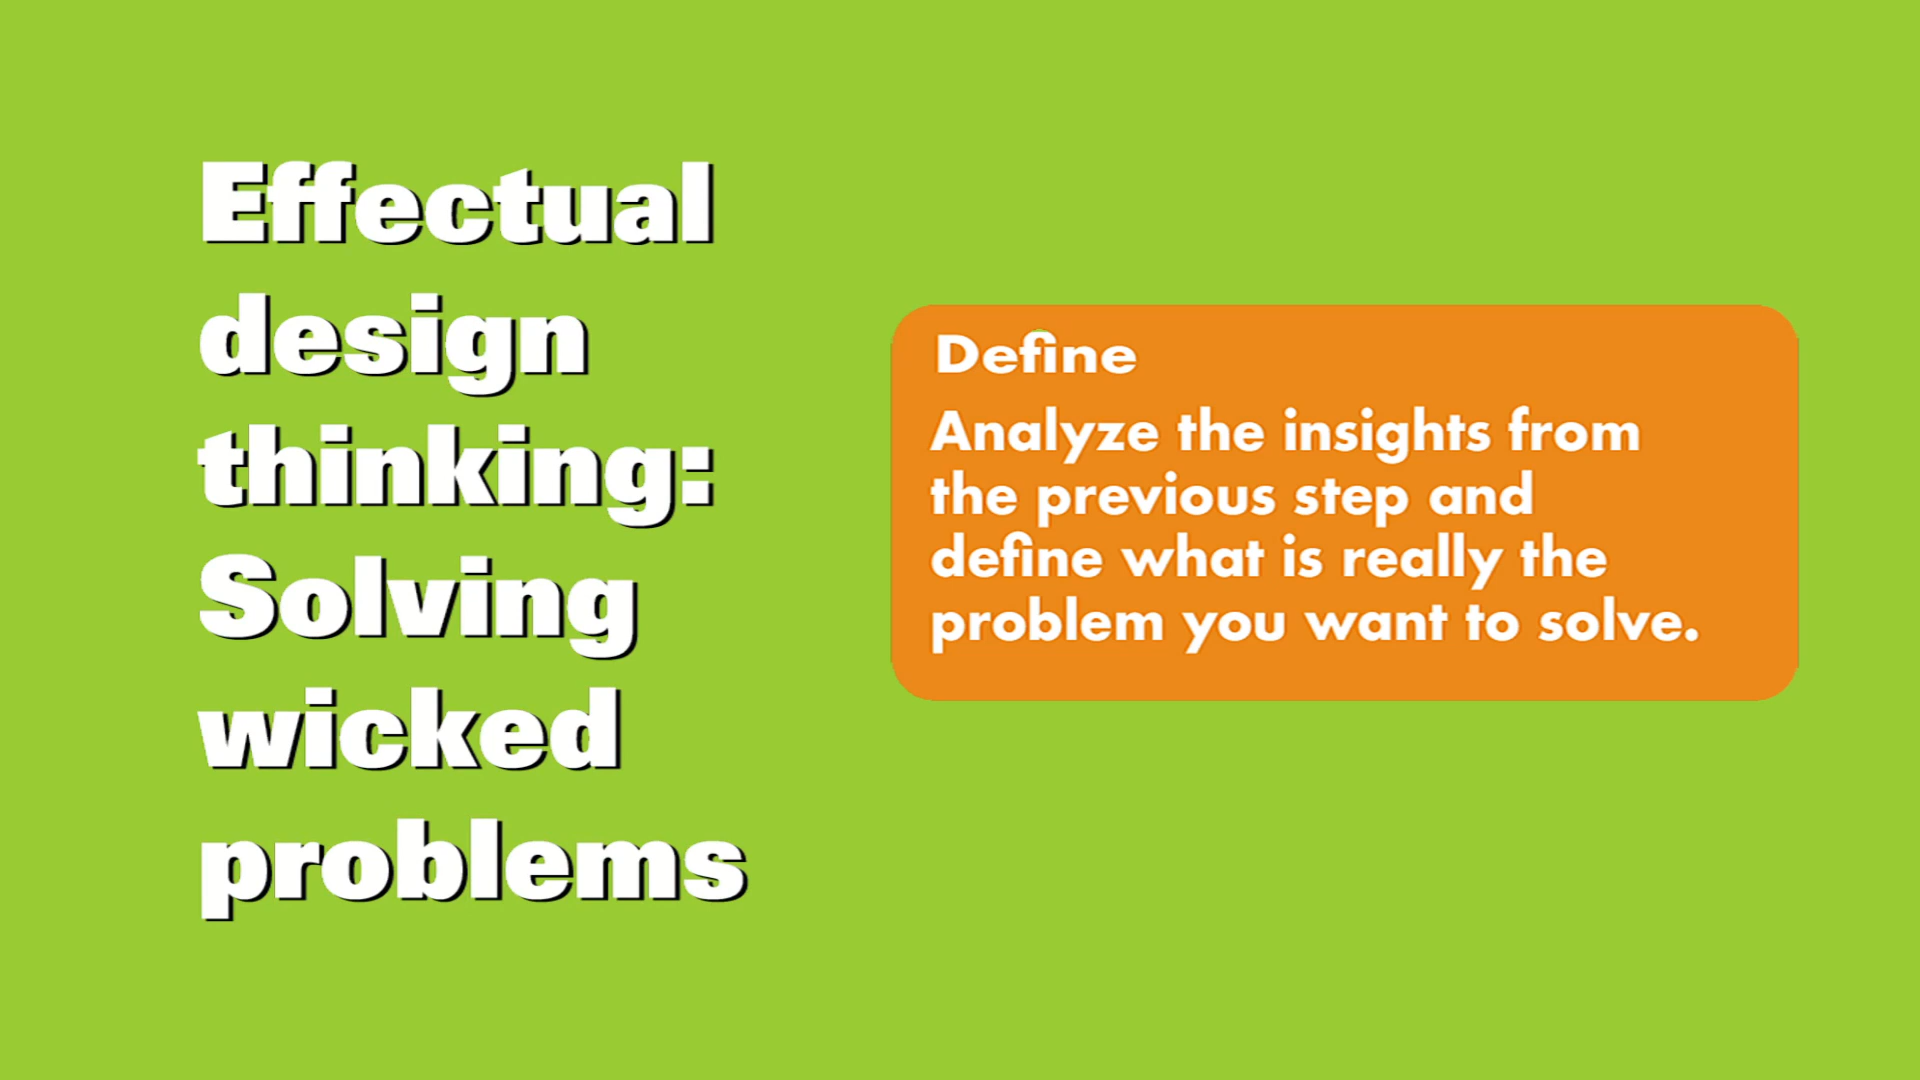 Effectual
design
thinking:
Solving
wicked
problems
Define
Analyze the insights from
the previous step and
define what is really the
problem you want to solve.